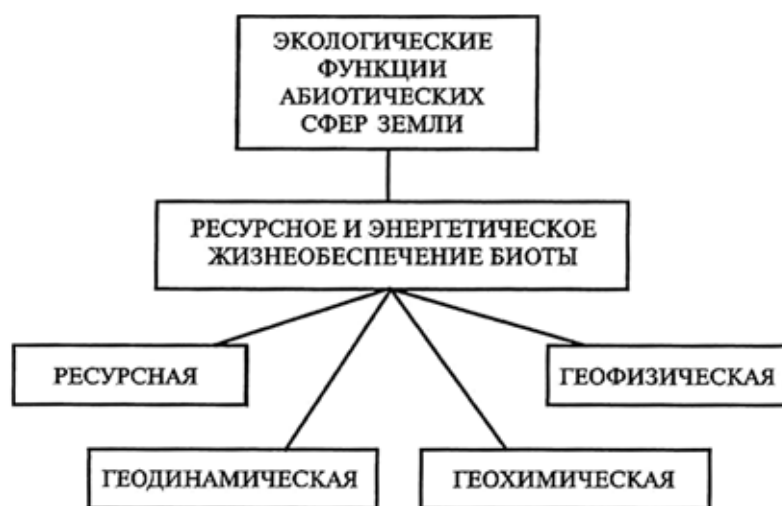 ЭКОЛОГИЧЕСКИЕ
ФУНКЦИИ
АБИОТИЧЕСКИХ
СФЕР ЗЕМЛИ
РЕСУРСНОЕ И ЭНЕРГЕТИЧЕСКОЕ
ЖИЗНЕОБЕСПЕЧЕНИЕ БИОТЫ
РЕСУРСНАЯ
ГЕОФИЗИЧЕСКАЯ
ГЕОДИНАМИЧЕСКАЯ
ГЕОХИМИЧЕСКАЯ